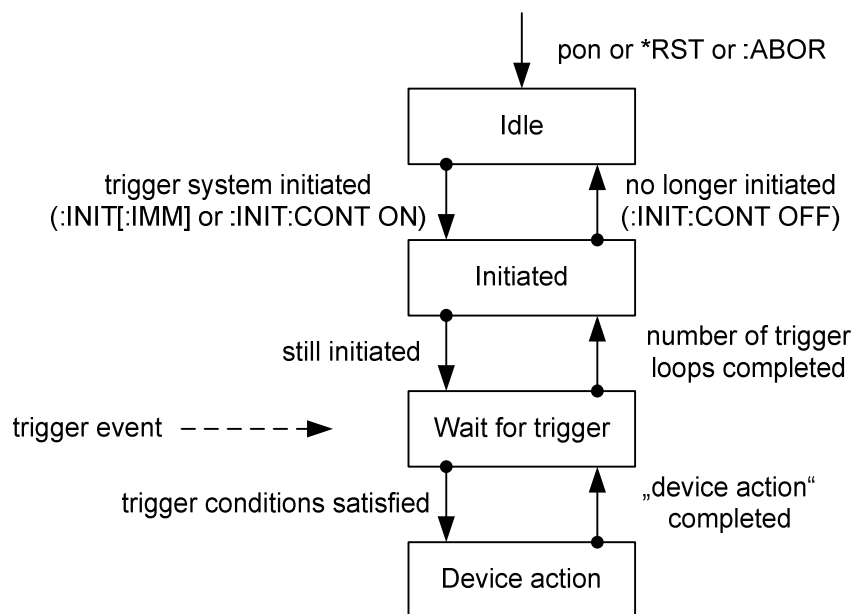 pon or *RST or :ABOR
Idle
trigger system initiated
(:INIT[:IMM] or :INIT:CONT ON)
no longer initiated
(:INIT:CONT OFF)
Initiated
still initiated
number of trigger
loops completed
trigger event
Wait for trigger
trigger conditions satisfied
„device action“
completed
Device action